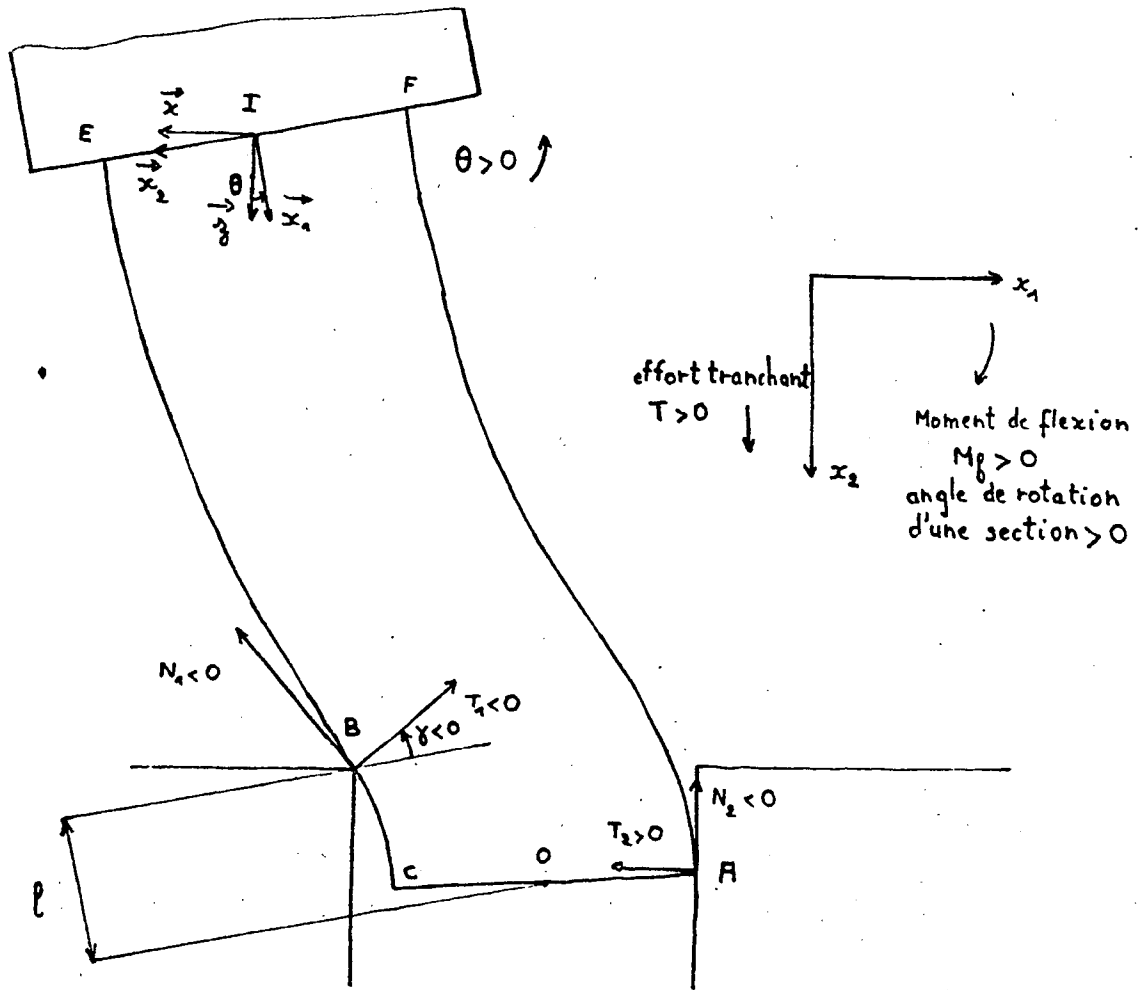 x
I
F
E
x₂
θ
z
x₁
θ>0
x₁
effort tranchant
T>0
Moment de flexion
Mf>0
angle de rotation
d'une section>0
x₂
N₁<0
B
T₁<0
γ<0
N₂<0
T₂>0
A
O
C
l